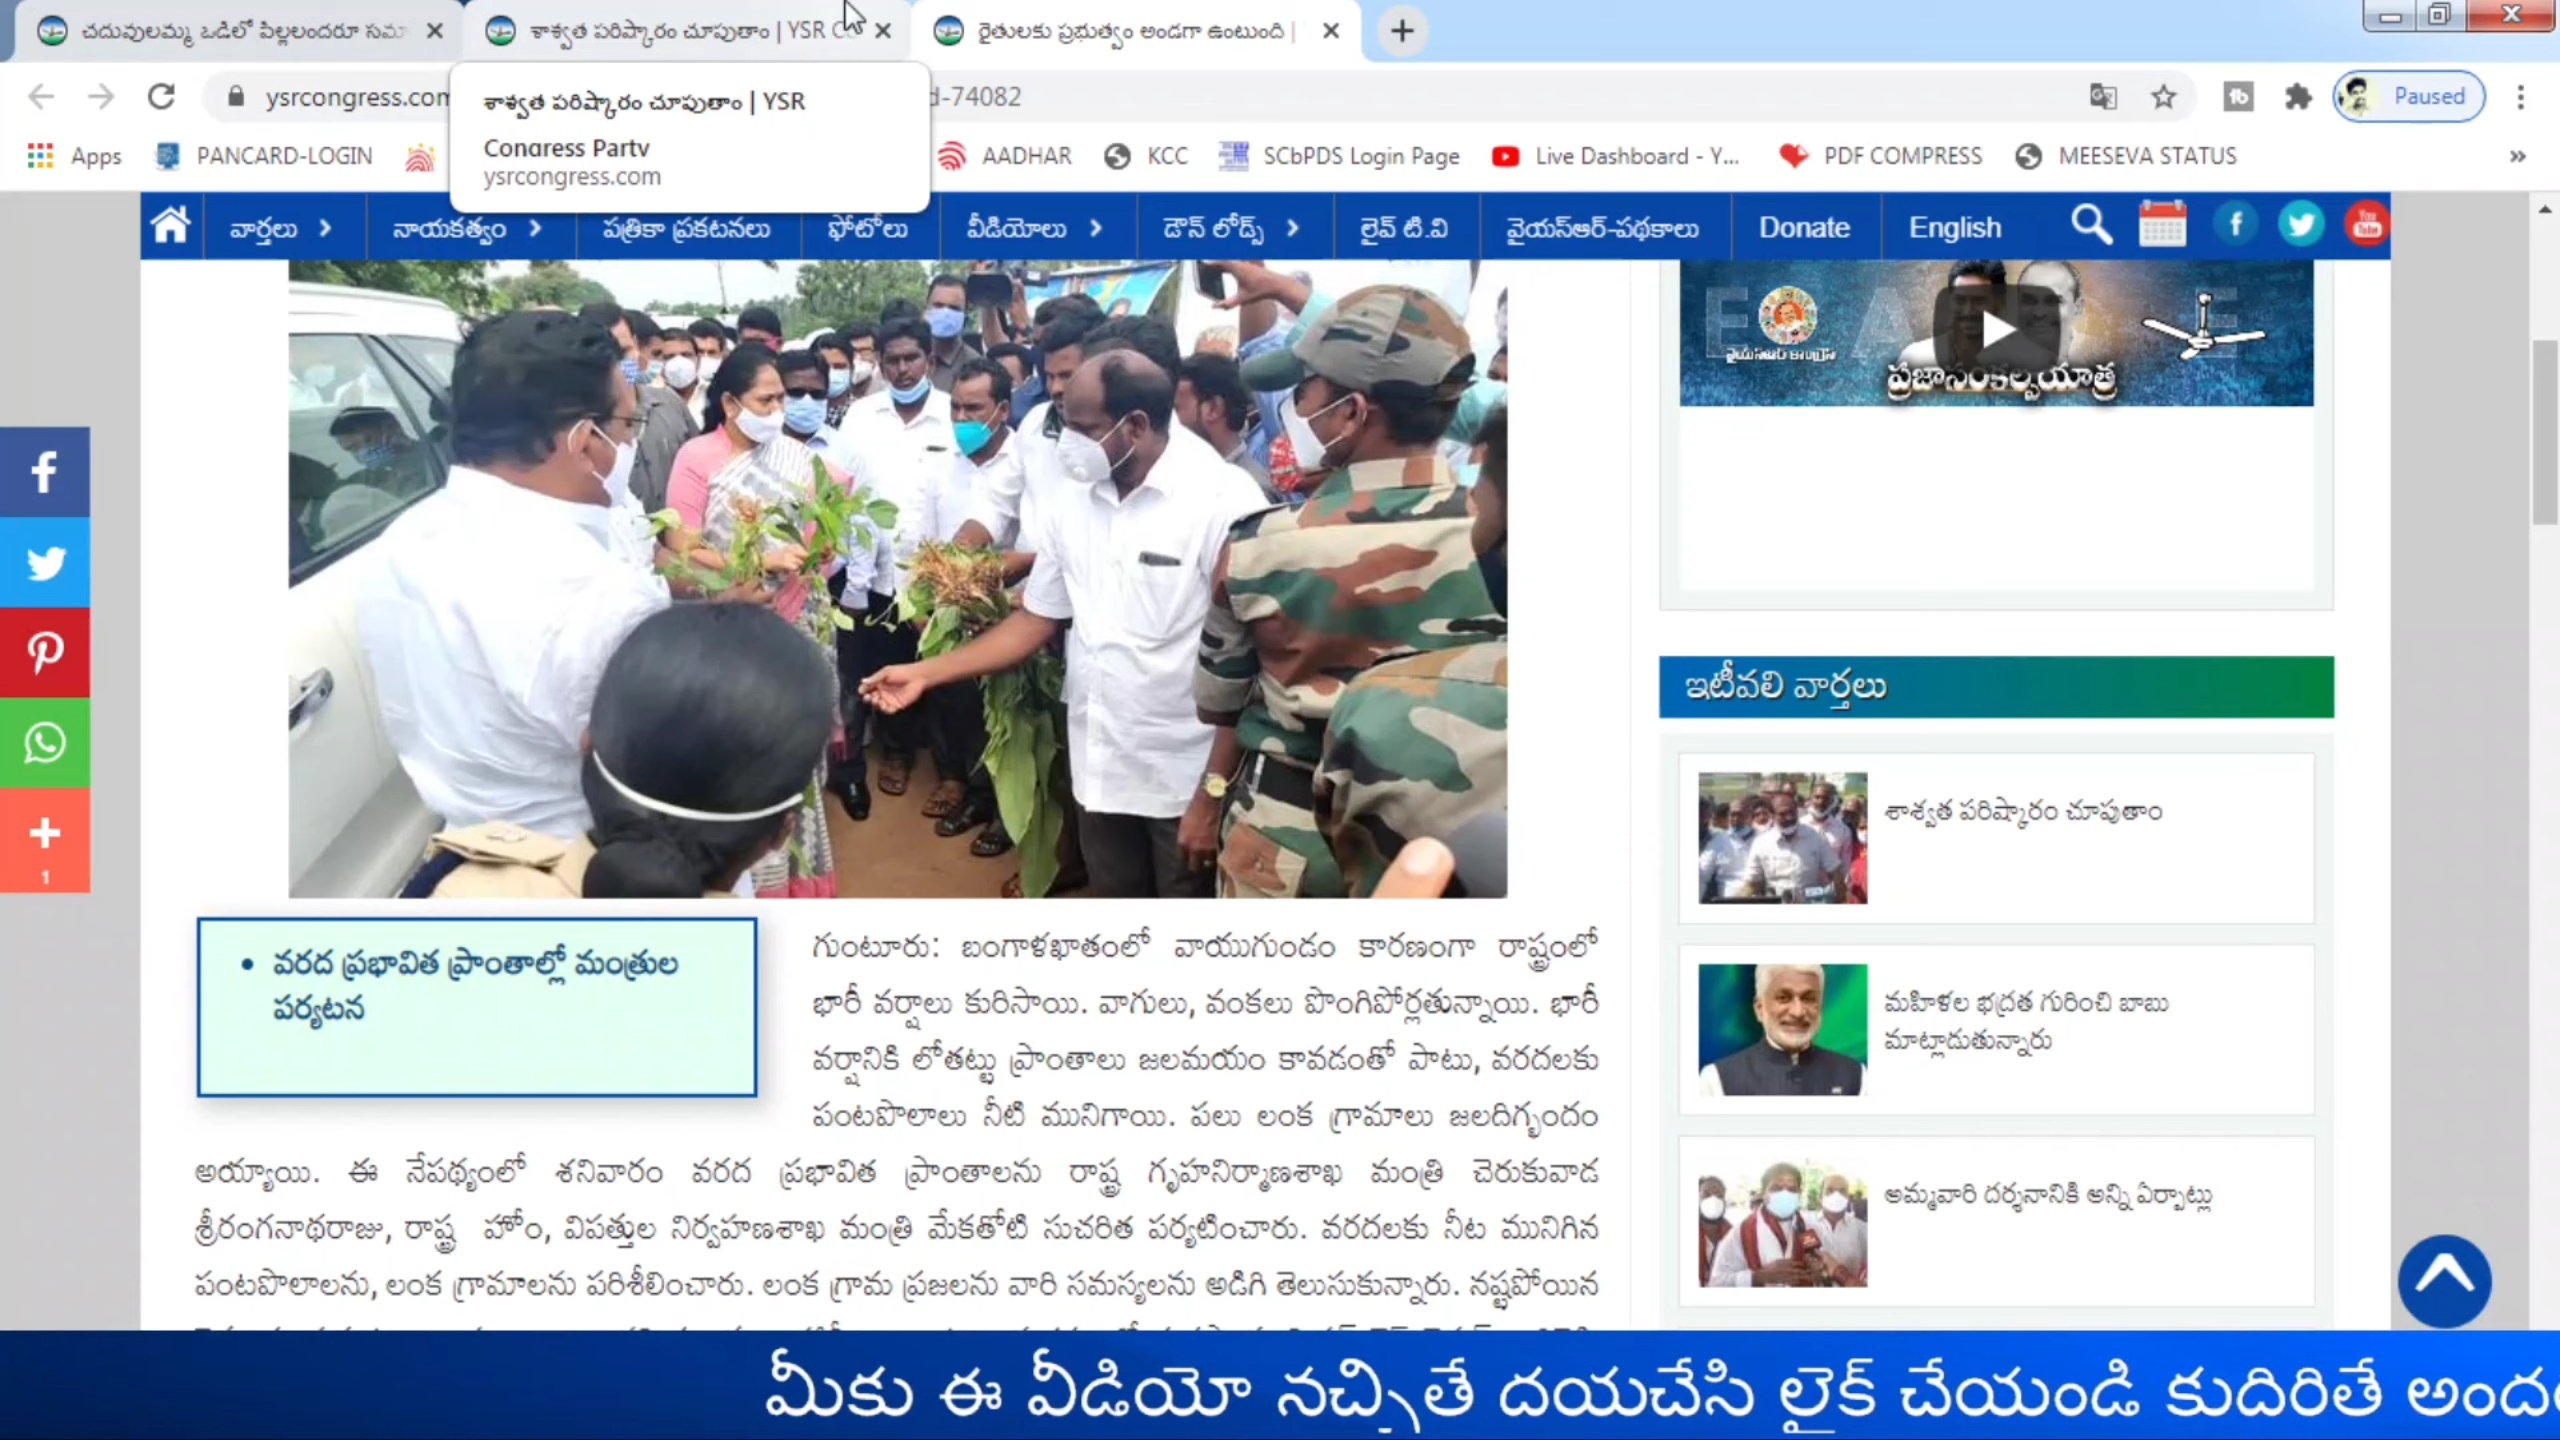 చదువులమ్మ ఒడిలో పిల్లలందరూ సమా
శాశ్వత పరిష్కారం చూపుతాం | YSR C
రైతులకు ప్రభుత్వం అండగా ఉంటుంది |
శాశ్వత పరిష్కారం చూపుతాం | YSR
Congress Party
ysrcongress.com
ysrcongress.com
d-74082
Paused
Apps
PANCARD-LOGIN
AADHAR
KCC
SCbPDS Login Page
Live Dashboard - Y...
PDF COMPRESS
MEESEVA STATUS
వార్తలు
నాయకత్వం
పత్రికా ప్రకటనలు
ఫోటోలు
వీడియోలు
డౌన్ లోడ్స్
లైవ్ టి.వి
వైయస్ఆర్-పథకాలు
Donate
English
You
Tube
ప్రజాసంకల్పయాత్ర
ఇటీవలి వార్తలు
శాశ్వత పరిష్కారం చూపుతాం
మహిళల భద్రత గురించి బాబు
మాట్లాడుతున్నారు
అమ్మవారి దర్శనానికి అన్ని ఏర్పాట్లు
1
వరద ప్రభావిత ప్రాంతాల్లో మంత్రుల
పర్యటన
గుంటూరు: బంగాళఖాతంలో వాయుగుండం కారణంగా రాష్ట్రంలో
భారీ వర్షాలు కురిసాయి. వాగులు, వంకలు పొంగిపోర్లతున్నాయి. భారీ
వర్షానికి లోతట్టు ప్రాంతాలు జలమయం కావడంతో పాటు, వరదలకు
పంటపొలాలు నీటి మునిగాయి. పలు లంక గ్రామాలు జలదిగ్బందం
అయ్యాయి. ఈ నేపథ్యంలో శనివారం వరద ప్రభావిత ప్రాంతాలను రాష్ట్ర గృహనిర్మాణశాఖ మంత్రి చెరుకువాడ
శ్రీరంగనాథరాజు, రాష్ట్ర హోం, విపత్తుల నిర్వహణశాఖ మంత్రి మేకతోటి సుచరిత పర్యటించారు. వరదలకు నీట మునిగిన
పంటపొలాలను, లంక గ్రామాలను పరిశీలించారు. లంక గ్రామ ప్రజలను వారి సమస్యలను అడిగి తెలుసుకున్నారు. నష్టపోయిన
మీకు ఈ వీడియో నచ్చితే దయచేసి లైక్ చేయండి కుదిరితే అంద